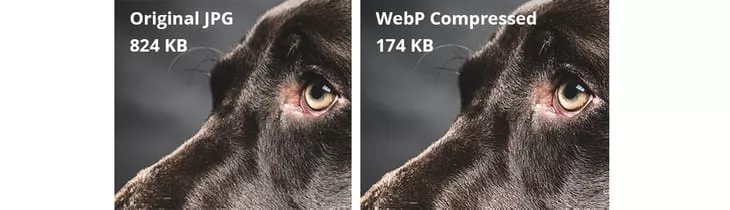 Original JPG
824 KB
WebP Compressed
174 KB